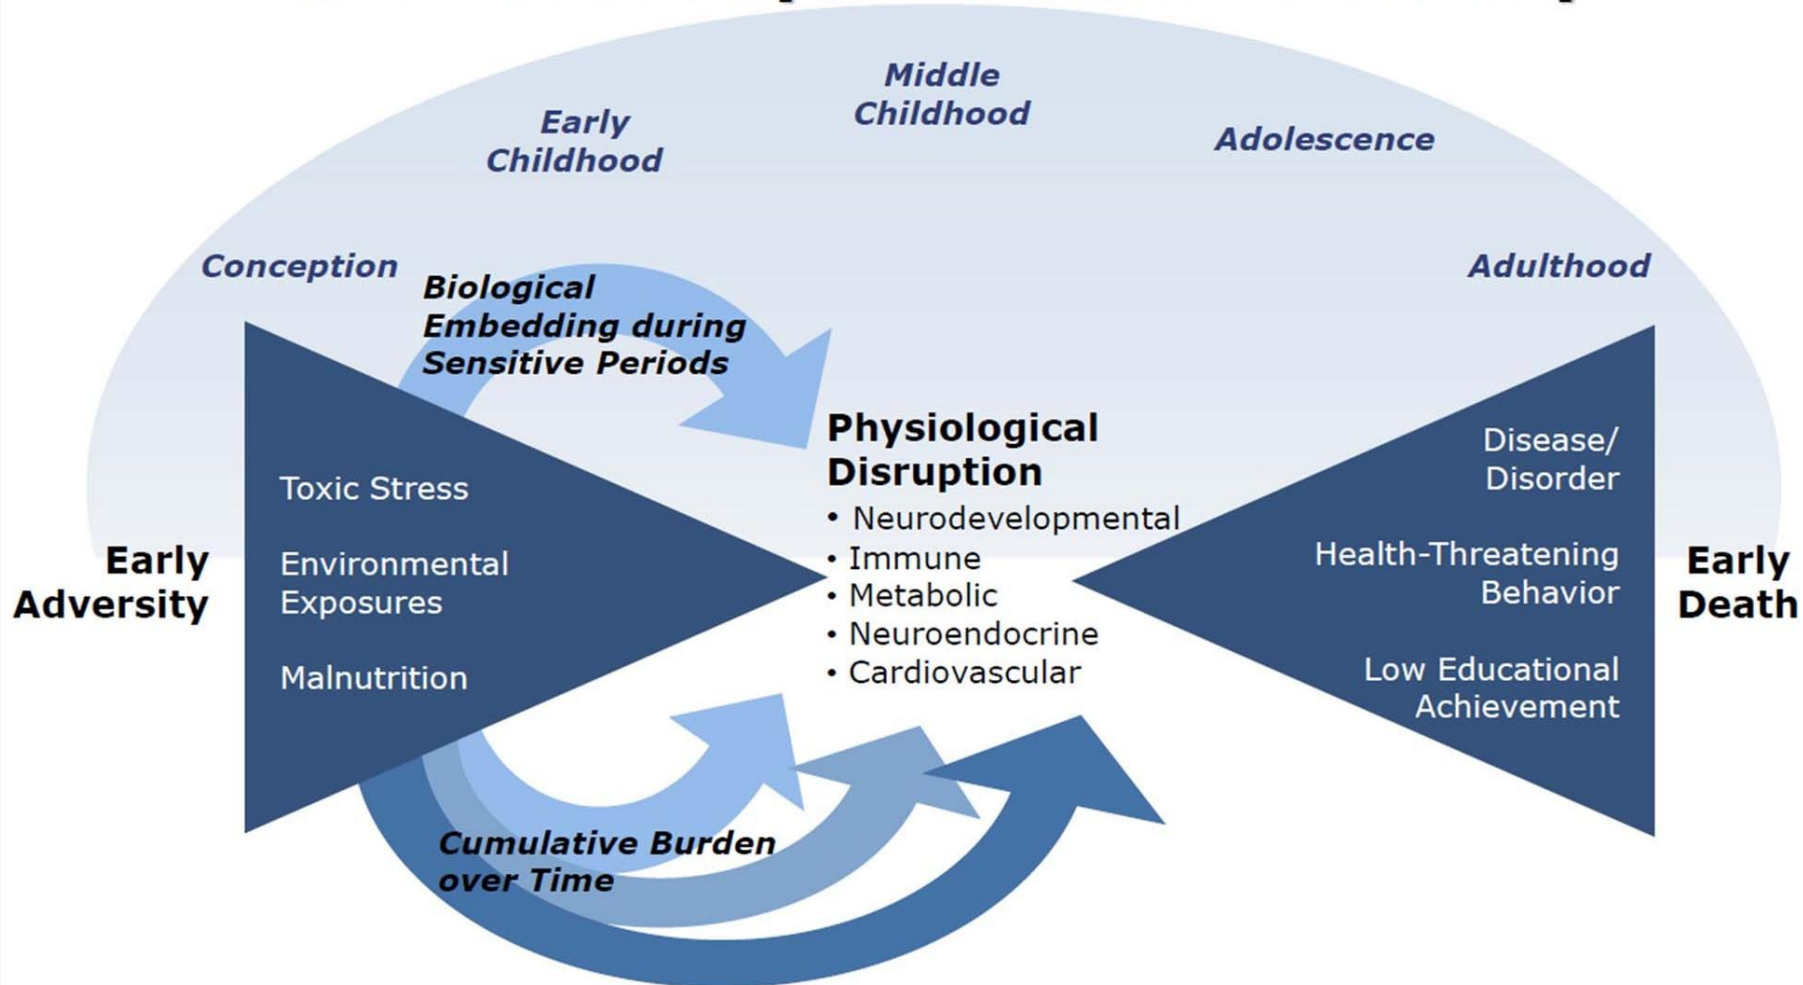 Middle
Childhood
Early
Childhood
Adolescence
Conception
Adulthood
Biological
Embedding during
Sensitive Periods
Physiological
Disruption
• Neurodevelopmental
• Immune
• Metabolic
• Neuroendocrine
• Cardiovascular
Toxic Stress
Environmental
Exposures
Malnutrition
Early
Adversity
Disease/
Disorder
Health-Threatening
Behavior
Low Educational
Achievement
Early
Death
Cumulative Burden
over Time